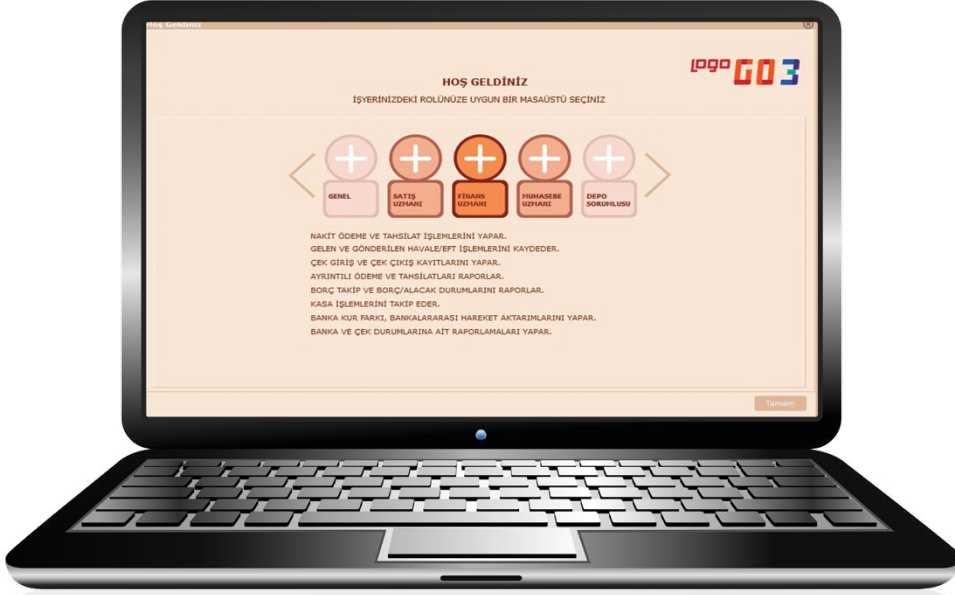 Hoş Geldiniz
LOGO GO 3
HOŞ GELDİNİZ
İŞYERİNİZDEKİ ROLÜNÜZE UYGUN BİR MASAÜSTÜ SEÇİNİZ
GENEL
SATIŞ
UZMANI
FİNANS
UZMANI
MUHASEBE
UZMANI
DEPO
SORUMLUSU
NAKİT ÖDEME VE TAHSİLAT İŞLEMLERİNİ YAPAR.
GELEN VE GÖNDERİLEN HAVALE/EFT İŞLEMLERİNİ KAYDEDER.
ÇEK GİRİŞ VE ÇEK ÇIKIŞ KAYITLARINI YAPAR.
AYRINTILI ÖDEME VE TAHSİLATLARI RAPORLAR.
BORÇ TAKİP VE BORÇ/ALACAK DURUMLARINI RAPORLAR.
KASA İŞLEMLERİNİ TAKİP EDER.
BANKA KUR FARKI, BANKALARARASI HAREKET AKTARIMLARINI YAPAR.
BANKA VE ÇEK DURUMLARINA AİT RAPORLAMALARI YAPAR.
Tamam